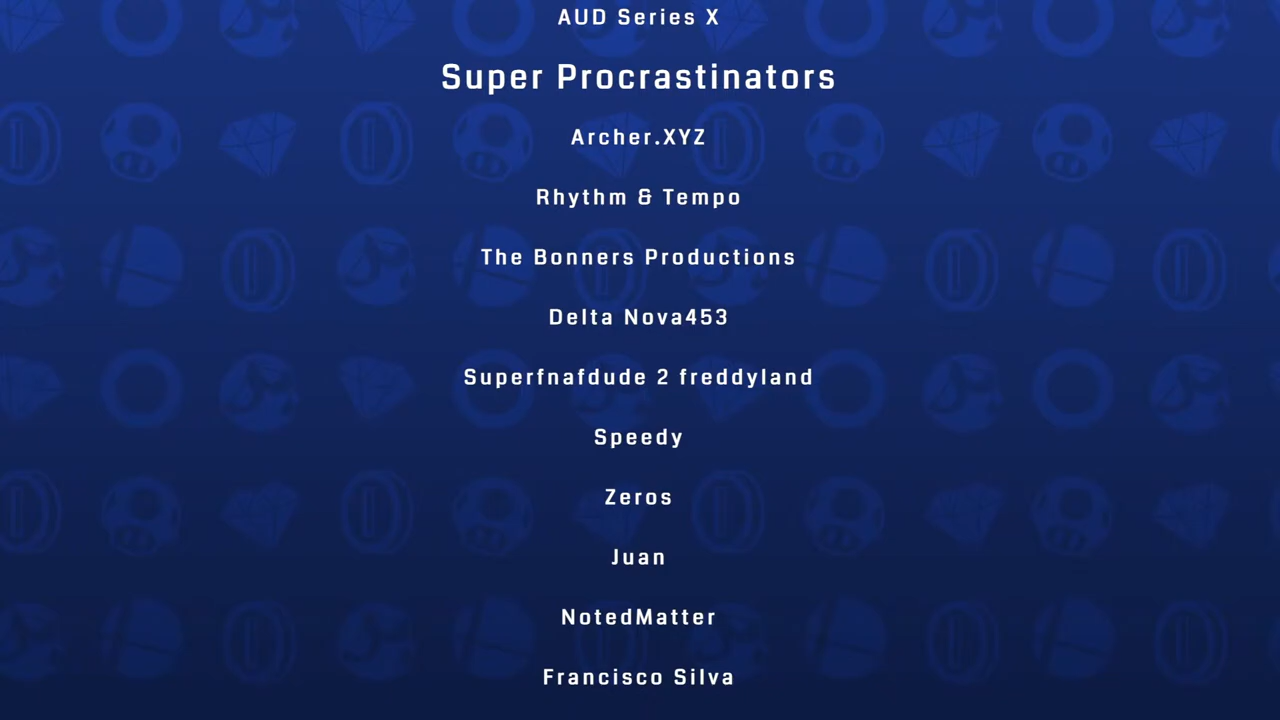 AUD Series X
Super Procrastinators
Archer.XYZ
Rhythm & Tempo
The Bonners Productions
Delta Nova453
Superfnafdude 2 freddyland
Speedy
Zeros
Juan
NotedMatter
Francisco Silva